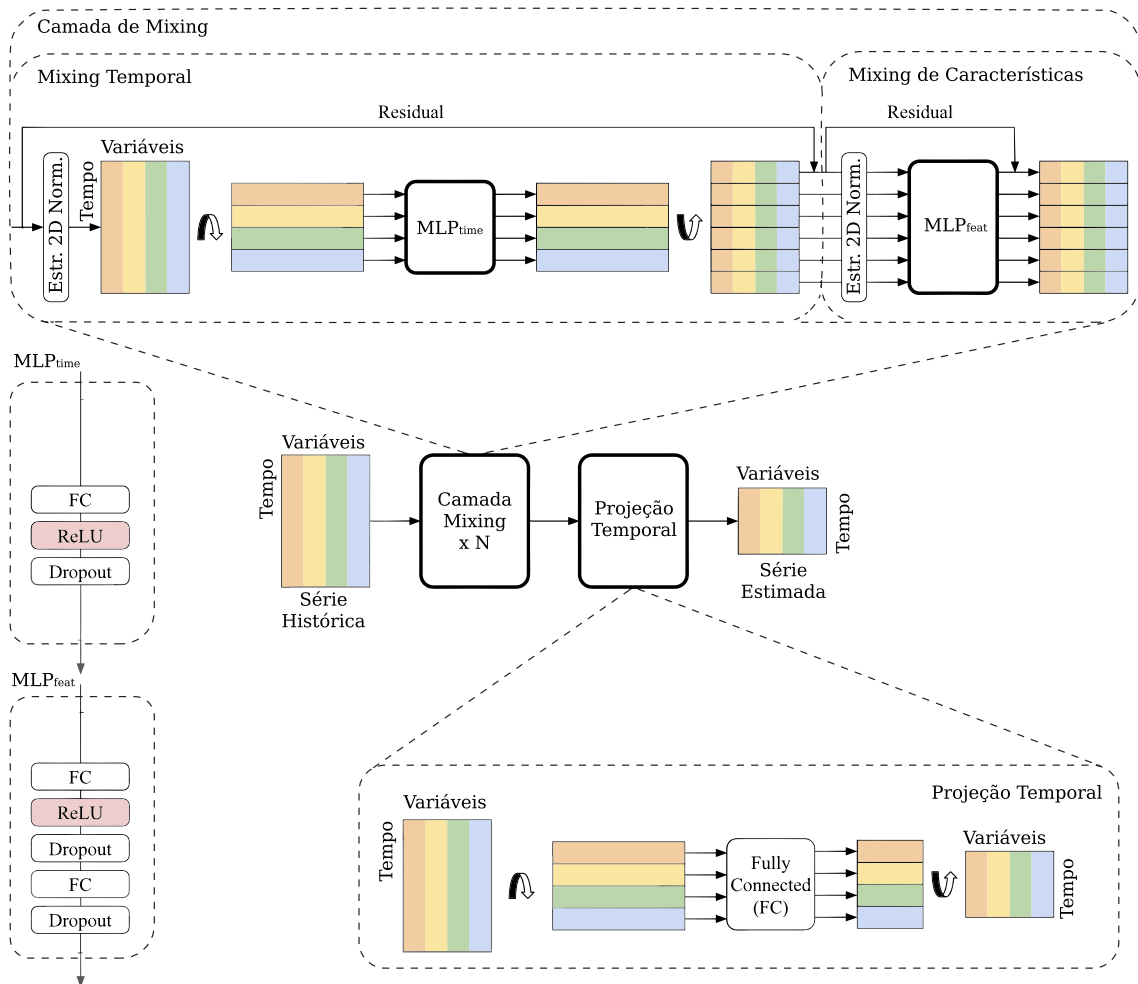 Camada de Mixing
Mixing Temporal
Mixing de Características
Residual
Residual
Variáveis
Tempo
Estr. 2D Norm.
MLPtime
Estr. 2D Norm.
MLPfeat
MLPtime
FC
ReLU
Dropout
Variáveis
Tempo
Série
Histórica
Camada
Mixing
x N
Projeção
Temporal
Variáveis
Tempo
Série
Estimada
MLPfeat
FC
ReLU
Dropout
FC
Dropout
Projeção Temporal
Variáveis
Tempo
Fully
Connected
(FC)
Variáveis
Tempo